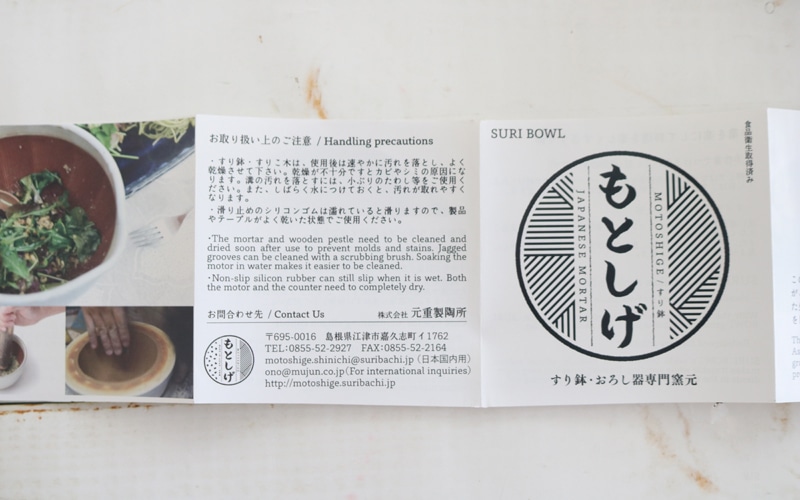 お取り扱い上のご注意 / Handling precautions
・すり鉢・すりこ木は、使用後は速やかに汚れを落とし、よく
乾燥させて下さい。乾燥が不十分ですとカビやシミの原因にな
ります。溝の汚れを落とすには、小ぶりのたわし等をご使用く
ださい。また、しばらく水につけておくと、汚れが取れやすく
なります。
・滑り止めのシリコンゴムは濡れていると滑りますので、製品
やテーブルがよく乾いた状態でご使用ください。
·The mortar and wooden pestle need to be cleaned and
dried soon after use to prevent molds and stains. Jagged
grooves can be cleaned with a scrubbing brush. Soaking the
motor in water makes it easier to be cleaned.
·Non-slip silicon rubber can still slip when it is wet. Both
the motor and the counter need to completely dry.
お問合わせ先 / Contact Us 株式会社 元重製陶所
もとしげ
〒695-0016 島根県江津市嘉久志町イ1762
TEL:0855-52-2927 FAX:0855-52-2164
motoshige.shinichi@suribachi.jp (日本国内用)
ono@mujun.co.jp(For international inquiries)
http://motoshige.suribachi.jp
SURI BOWL
食品衛生取得済み
MOTOSHIGE/すり鉢
もとしげ
JAPANESE MORTAR
すり鉢・おろし器専門窯元